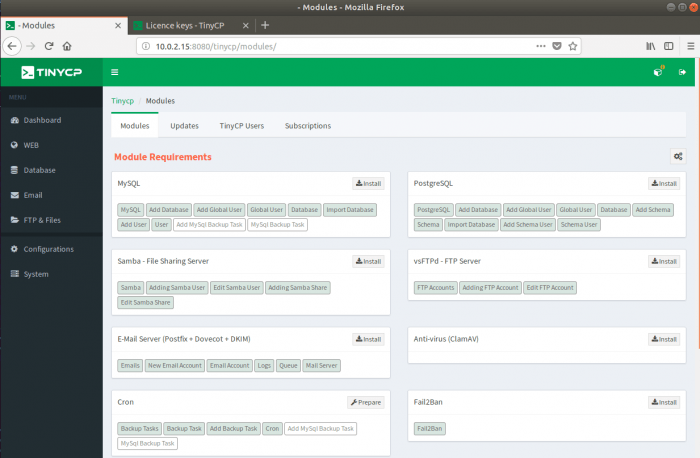 - Modules - Mozilla Firefox
- Modules
Licence keys - TinyCP
10.0.2.15:8080/tinycp/modules/
TINYCP
MENU
Dashboard
WEB
Database
Email
FTP & Files
Configurations
System
Tinycp / Modules
Modules Updates TinyCP Users Subscriptions
Module Requirements
MySQL Install
MySQL Add Database Add Global User Global User Database Import Database
Add User User Add MySql Backup Task MySQL Backup Task
PostgreSQL Install
PostgreSQL Add Database Add Global User Global User Database Add Schema
Schema Import Database Add Schema User Schema User
Samba - File Sharing Server Install
Samba Adding Samba User Edit Samba User Adding Samba Share
Edit Samba Share
vsFTPd - FTP Server Install
FTP Accounts Adding FTP Account Edit FTP Account
E-Mail Server (Postfix + Dovecot + DKIM) Install
Emails New Email Account Email Account Logs Queue Mail Server
Anti-virus (ClamAV) Install
Cron Prepare
Backup Tasks Backup Task Add Backup Task Cron Add MySql Backup Task
MySQL Backup Task
Fail2Ban Install
Fail2Ban